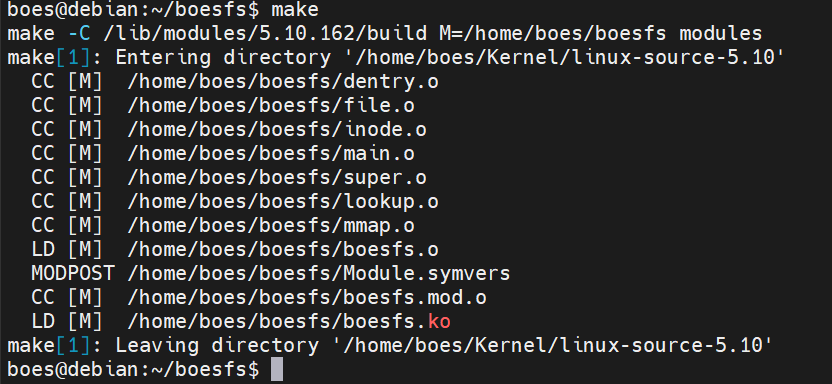 boes@debian:~/boesfs$ make
make -C /lib/modules/5.10.162/build M=/home/boes/boesfs modules
make[1]: Entering directory '/home/boes/Kernel/linux-source-5.10'
  CC [M]  /home/boes/boesfs/dentry.o
  CC [M]  /home/boes/boesfs/file.o
  CC [M]  /home/boes/boesfs/inode.o
  CC [M]  /home/boes/boesfs/main.o
  CC [M]  /home/boes/boesfs/super.o
  CC [M]  /home/boes/boesfs/lookup.o
  CC [M]  /home/boes/boesfs/mmap.o
  LD [M]  /home/boes/boesfs/boesfs.o
  MODPOST /home/boes/boesfs/Module.symvers
  CC [M]  /home/boes/boesfs/boesfs.mod.o
  LD [M]  /home/boes/boesfs/boesfs.ko
make[1]: Leaving directory '/home/boes/Kernel/linux-source-5.10'
boes@debian:~/boesfs$